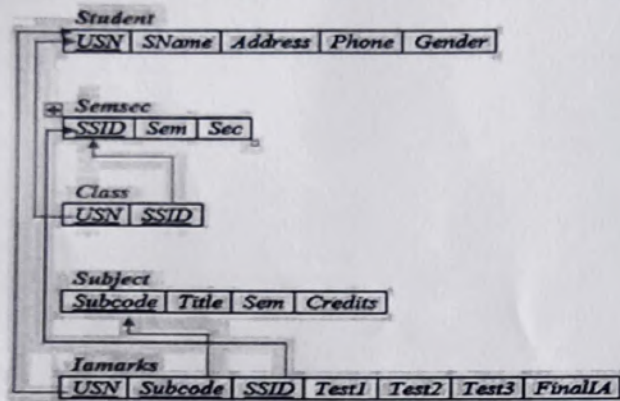 Student
USN SName Address Phone Gender
Semsec
SSID Sem Sec
Class
USN SSID
Subject
Subcode Title Sem Credits
Iamarks
USN Subcode SSID Test1 Test2 Test3 FinalIA